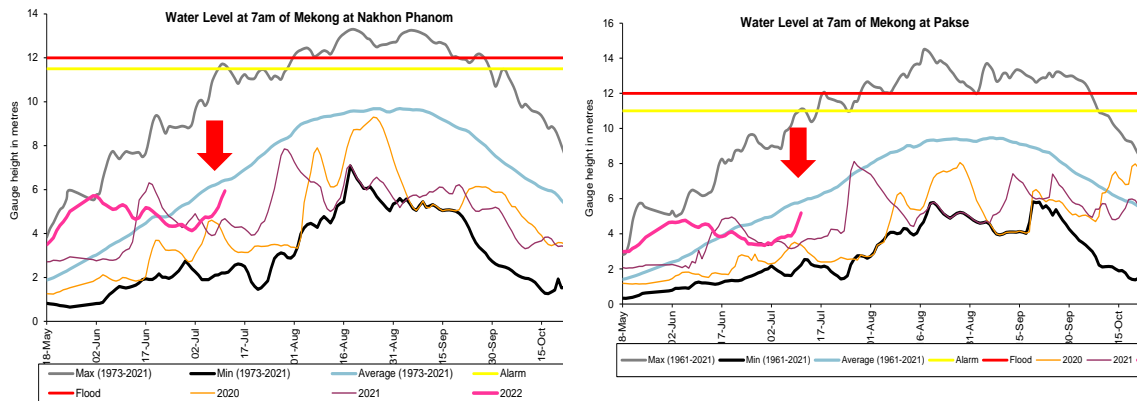 Water Level at 7am of Mekong at Nakhon Phanom
Gauge height in metres
14
12
10
8
6
4
2
0
18-May
02-Jun
17-Jun
02-Jul
17-Jul
01-Aug
16-Aug
31-Aug
15-Sep
30-Sep
15-Oct
Max (1973-2021)
Min (1973-2021)
Average (1973-2021)
Alarm
Flood
2020
2021
2022
Water Level at 7am of Mekong at Pakse
Gauge height in metres
16
14
12
10
8
6
4
2
0
18-May
02-Jun
17-Jun
02-Jul
17-Jul
01-Aug
16-Aug
31-Aug
15-Sep
30-Sep
15-Oct
Max (1961-2021)
Min (1961-2021)
Average (1961-2021)
Alarm
Flood
2020
2021